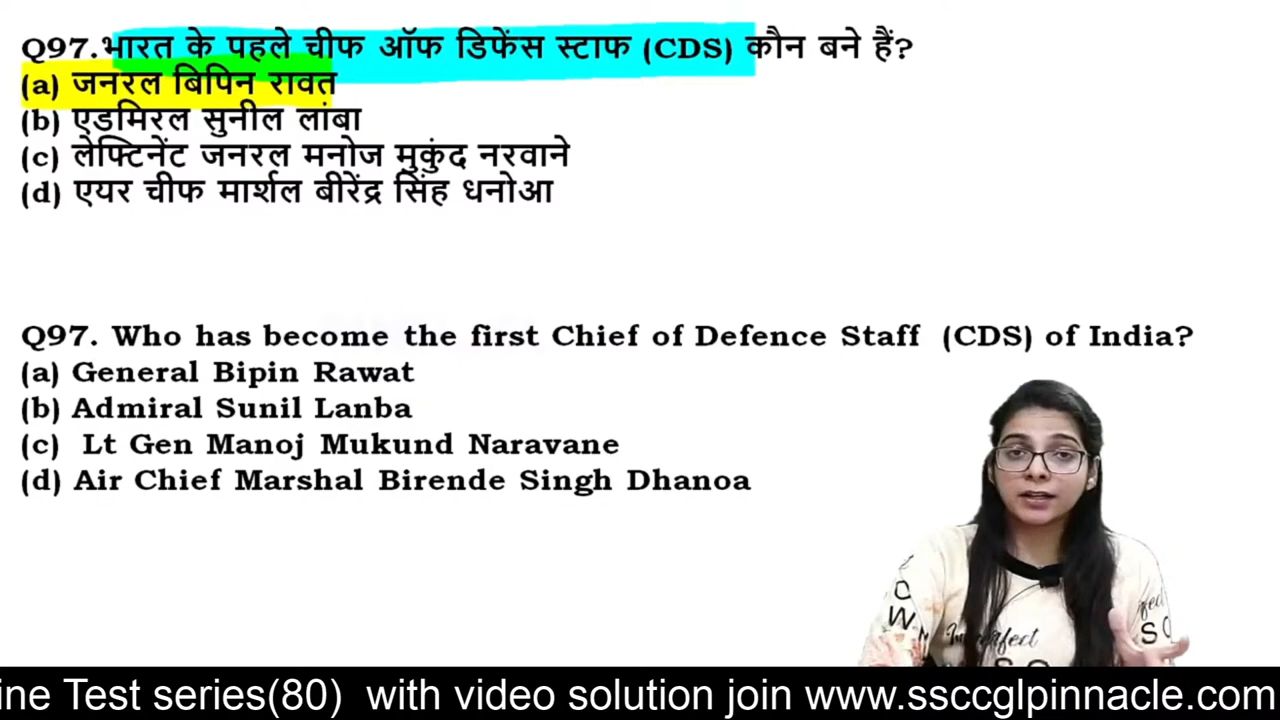 Q97.भारत के पहले चीफ ऑफ डिफेंस स्टाफ (CDS) कौन बने हैं?
(a) जनरल बिपिन रावत
(b) एडमिरल सुनील लांबा
(c) लेफ्टिनेंट जनरल मनोज मुकुंद नरवाने
(d) एयर चीफ मार्शल बीरेंद्र सिंह धनोआ
Q97. Who has become the first Chief of Defence Staff (CDS) of India?
(a) General Bipin Rawat
(b) Admiral Sunil Lanba
(c) Lt Gen Manoj Mukund Naravane
(d) Air Chief Marshal Birende Singh Dhanoa
ine Test series(80) with video solution join www.ssccglpinnacle.com